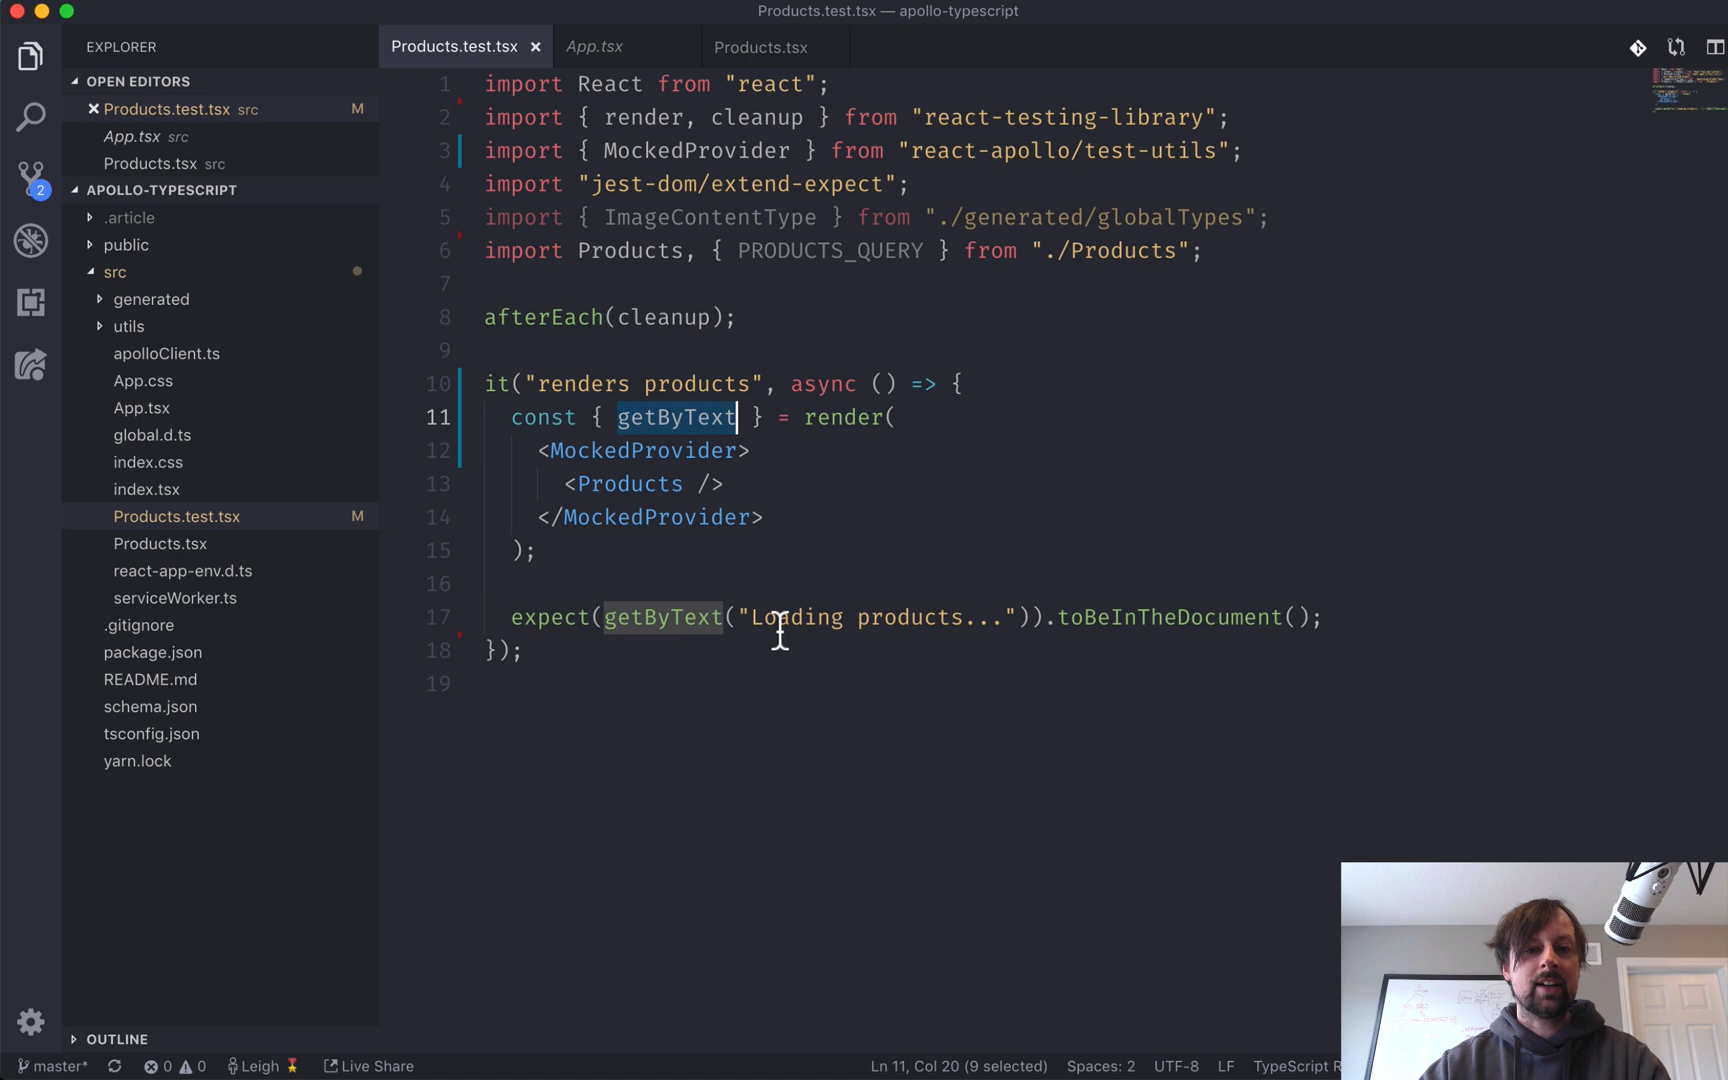 Products.test.tsx — apollo-typescript
EXPLORER
Products.test.tsx
App.tsx
Products.tsx
OPEN EDITORS
Products.test.tsx src M
App.tsx src
Products.tsx src
2
APOLLO-TYPESCRIPT
.article
public
src
generated
utils
apolloClient.ts
App.css
App.tsx
global.d.ts
index.css
index.tsx
Products.test.tsx M
Products.tsx
react-app-env.d.ts
serviceWorker.ts
.gitignore
package.json
README.md
schema.json
tsconfig.json
yarn.lock
OUTLINE
1 import React from "react";
2 import { render, cleanup } from "react-testing-library";
3 import { MockedProvider } from "react-apollo/test-utils";
4 import "jest-dom/extend-expect";
5 import { ImageContentType } from "./generated/globalTypes";
6 import Products, { PRODUCTS_QUERY } from "./Products";
7
8 afterEach(cleanup);
9
10 it("renders products", async () => {
11 const { getByText } = render(
12 <MockedProvider>
13 <Products />
14 </MockedProvider>
15 );
16
17 expect(getByText("Loading products...")).toBeInTheDocument();
18 });
19
master* 0 0 Leigh Live Share
Ln 11, Col 20 (9 selected) Spaces: 2 UTF-8 LF TypeScript R